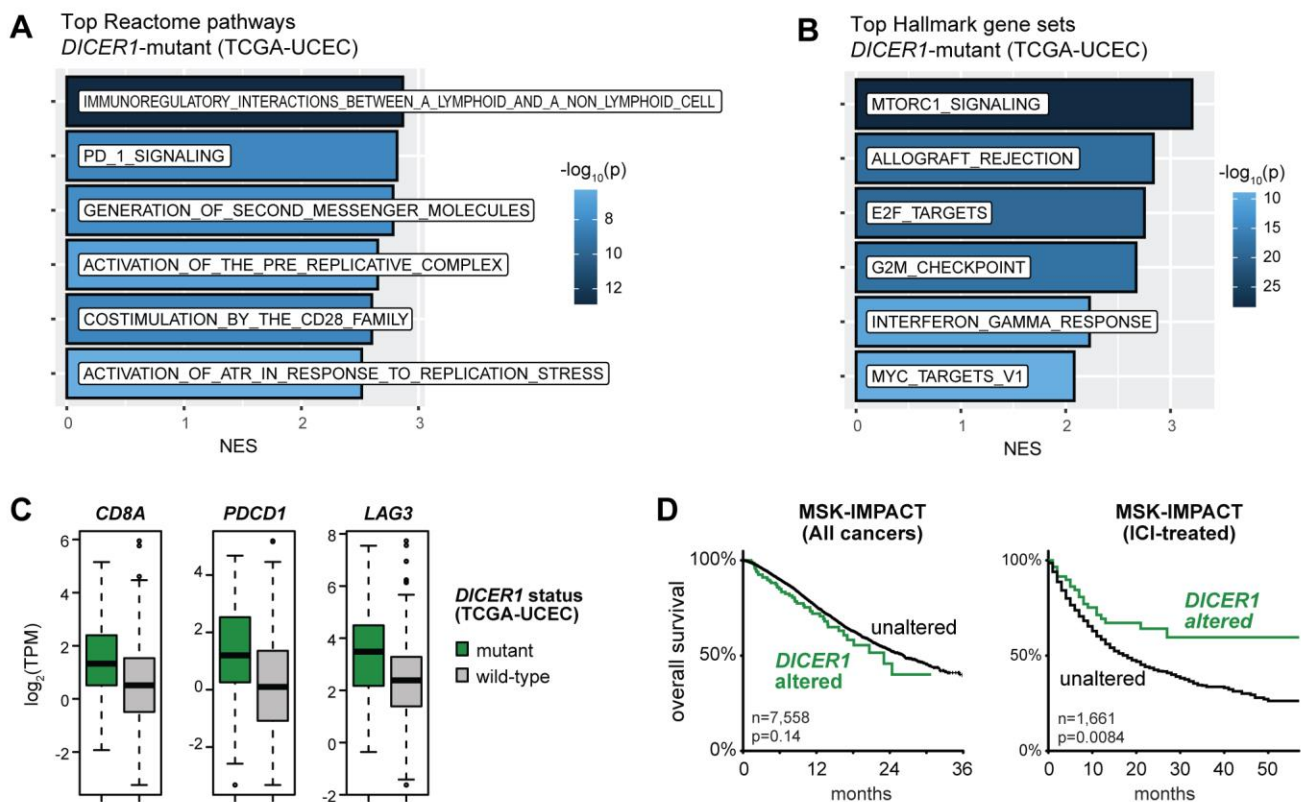 A
Top Reactome pathways
DICER1-mutant (TCGA-UCEC)
IMMUNOREGULATORY_INTERACTIONS_BETWEEN_A_LYMPHOID_AND_A_NON_LYMPHOID_CELL
PD_1_SIGNALING
GENERATION_OF_SECOND_MESSENGER_MOLECULES
ACTIVATION_OF_THE_PRE_REPLICATIVE_COMPLEX
COSTIMULATION_BY_THE_CD28_FAMILY
ACTIVATION_OF_ATR_IN_RESPONSE_TO_REPLICATION_STRESS
0 1 2 3
NES
-log10(p)
8
10
12
B
Top Hallmark gene sets
DICER1-mutant (TCGA-UCEC)
MTORC1_SIGNALING
ALLOGRAFT_REJECTION
E2F_TARGETS
G2M_CHECKPOINT
INTERFERON_GAMMA_RESPONSE
MYC_TARGETS_V1
0 1 2 3
NES
-log10(p)
10
15
20
25
C
CD8A
6
4
2
0
-2
log2(TPM)
PDCD1
4
2
0
-2
LAG3
8
6
4
2
0
-2
DICER1 status
(TCGA-UCEC)
mutant
wild-type
D
MSK-IMPACT
(All cancers)
100%
50%
0%
overall survival
unaltered
DICER1
altered
n=7,558
p=0.14
0 12 24 36
months
MSK-IMPACT
(ICI-treated)
100%
50%
0%
DICER1
altered
unaltered
n=1,661
p=0.0084
0 10 20 30 40 50
months